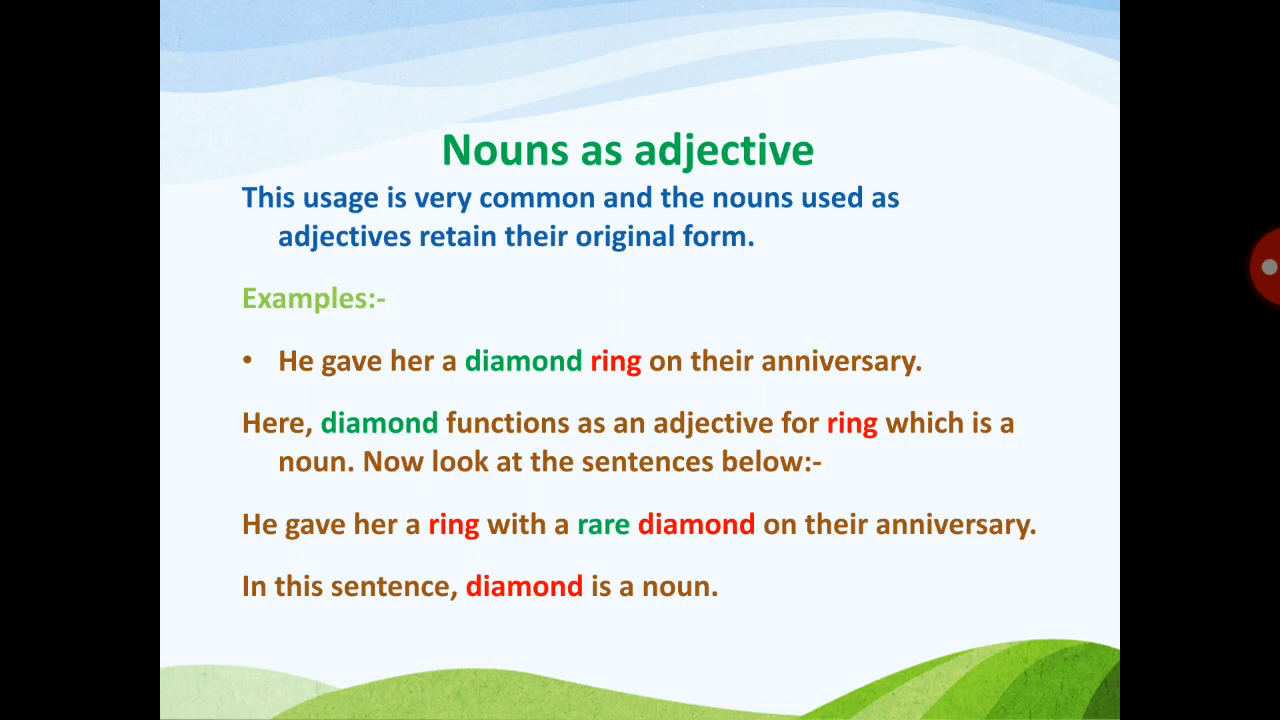 Nouns as adjective
This usage is very common and the nouns used as
adjectives retain their original form.
Examples:-
• He gave her a diamond ring on their anniversary.
Here, diamond functions as an adjective for ring which is a
noun. Now look at the sentences below:-
He gave her a ring with a rare diamond on their anniversary.
In this sentence, diamond is a noun.